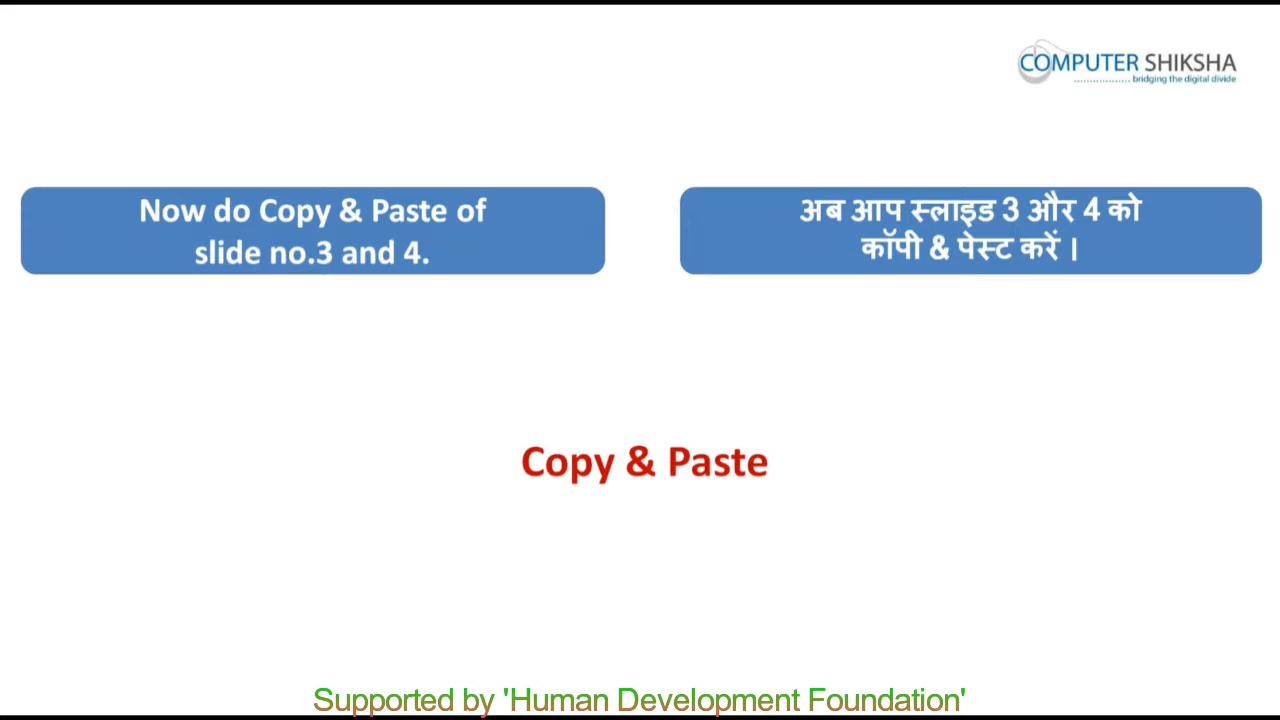 COMPUTER SHIKSHA
.................. bridging the digital divide
Now do Copy & Paste of
slide no.3 and 4.
अब आप स्लाइड 3 और 4 को
कॉपी & पेस्ट करें ।
Copy & Paste
Supported by 'Human Development Foundation'